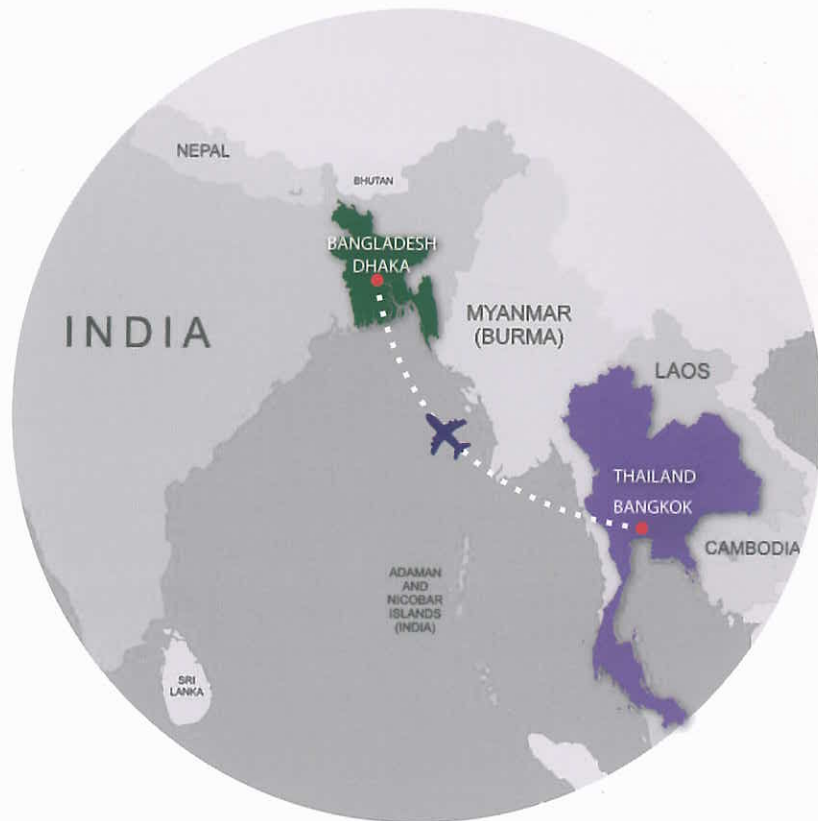 NEPAL
BHUTAN
BANGLADESH
DHAKA
INDIA
MYANMAR
(BURMA)
LAOS
THAILAND
BANGKOK
CAMBODIA
ADAMAN
AND
NICOBAR
ISLANDS
(INDIA)
SRI
LANKA